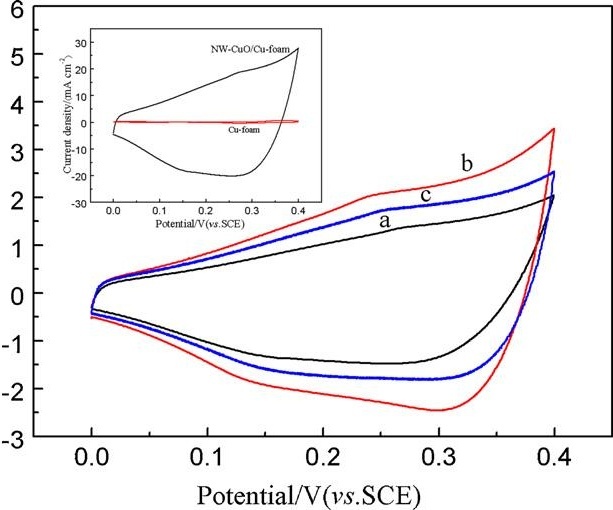 6
5
4
3
2
1
0
-1
-2
-3
0.0 0.1 0.2 0.3 0.4
Potential/V(vs.SCE)
a
b
c
30
20
10
0
-10
-20
-30
0.0 0.1 0.2 0.3 0.4
Current density/(mA cm-2)
Potential/V(vs.SCE)
NW-CuO/Cu-foam
Cu-foam